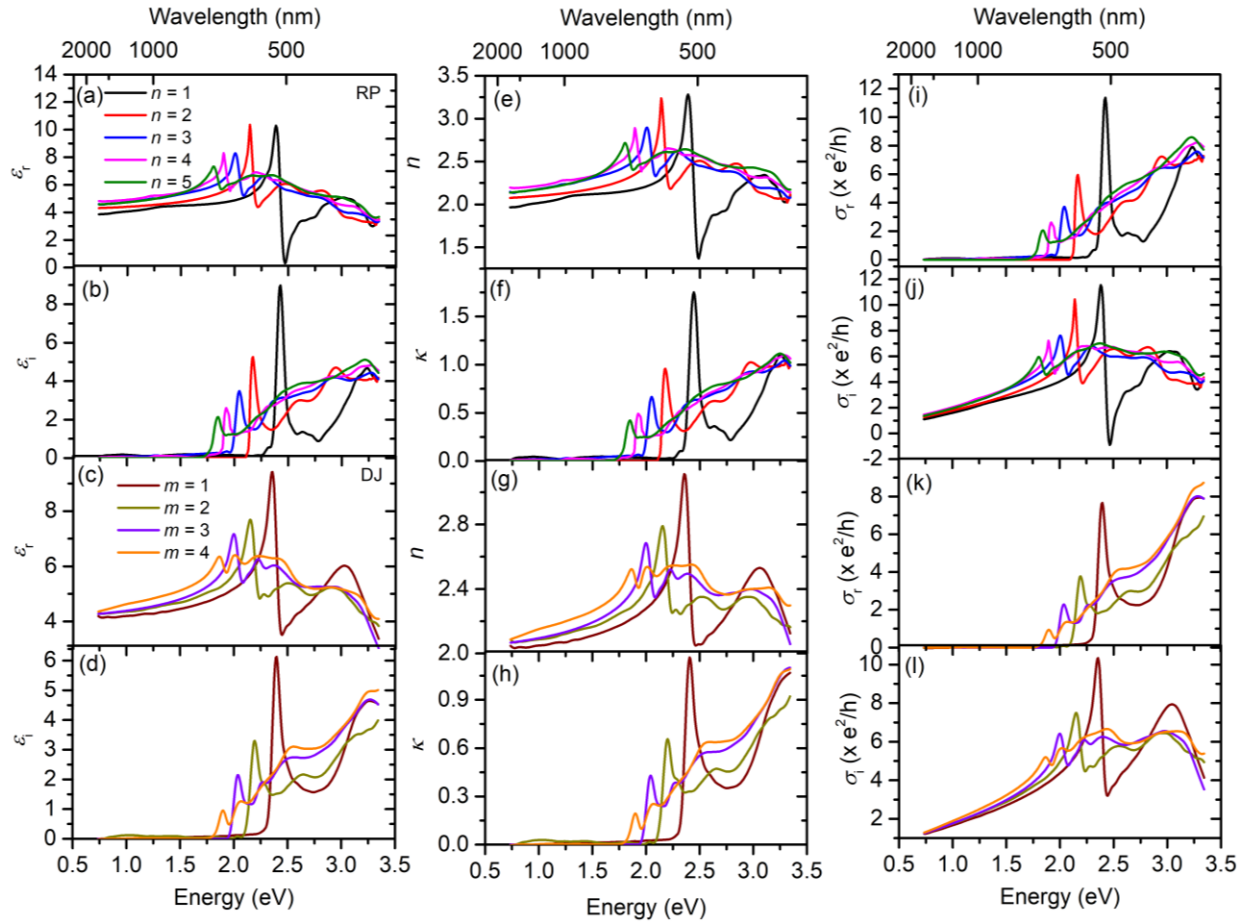 Wavelength (nm)
2000 1000 500
14
12
10
8
6
4
2
0
εr
(a)
RP
n = 1
n = 2
n = 3
n = 4
n = 5
8
6
4
2
0
εi
(b)
8
6
4
εr
(c)
DJ
m = 1
m = 2
m = 3
m = 4
6
5
4
3
2
1
0
εi
(d)
0.5 1.0 1.5 2.0 2.5 3.0 3.5
Energy (eV)
Wavelength (nm)
2000 1000 500
3.5
3.0
2.5
2.0
1.5
n
(e)
1.5
1.0
0.5
0.0
κ
(f)
2.8
2.4
2.0
n
(g)
0.9
0.6
0.3
0.0
κ
(h)
0.5 1.0 1.5 2.0 2.5 3.0 3.5
Energy (eV)
Wavelength (nm)
2000 1000 500
12
10
8
6
4
2
0
σr (x e²/h)
(i)
12
10
8
6
4
2
0
-2
σi (x e²/h)
(j)
8
6
4
2
0
σr (x e²/h)
(k)
10
8
6
4
2
σi (x e²/h)
(l)
0.5 1.0 1.5 2.0 2.5 3.0 3.5
Energy (eV)